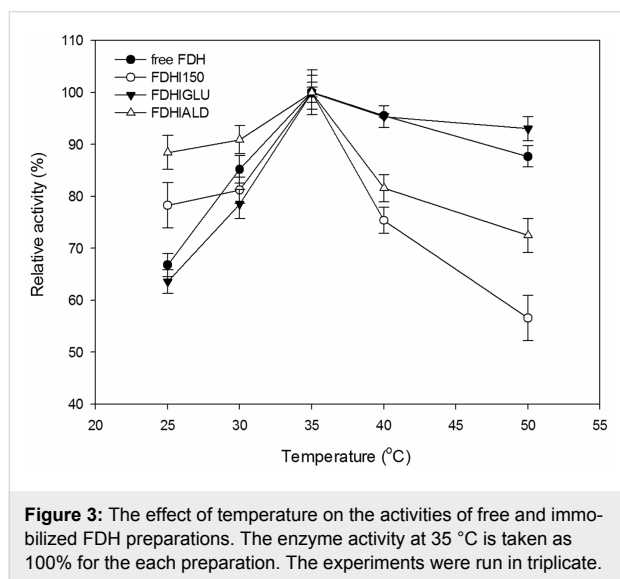 110
100
90
80
70
60
50
40
Relative activity (%)
free FDH
FDHI150
FDHIGLU
FDHIALD
20 25 30 35 40 45 50 55
Temperature (°C)
Figure 3: The effect of temperature on the activities of free and immo-
bilized FDH preparations. The enzyme activity at 35 °C is taken as
100% for the each preparation. The experiments were run in triplicate.